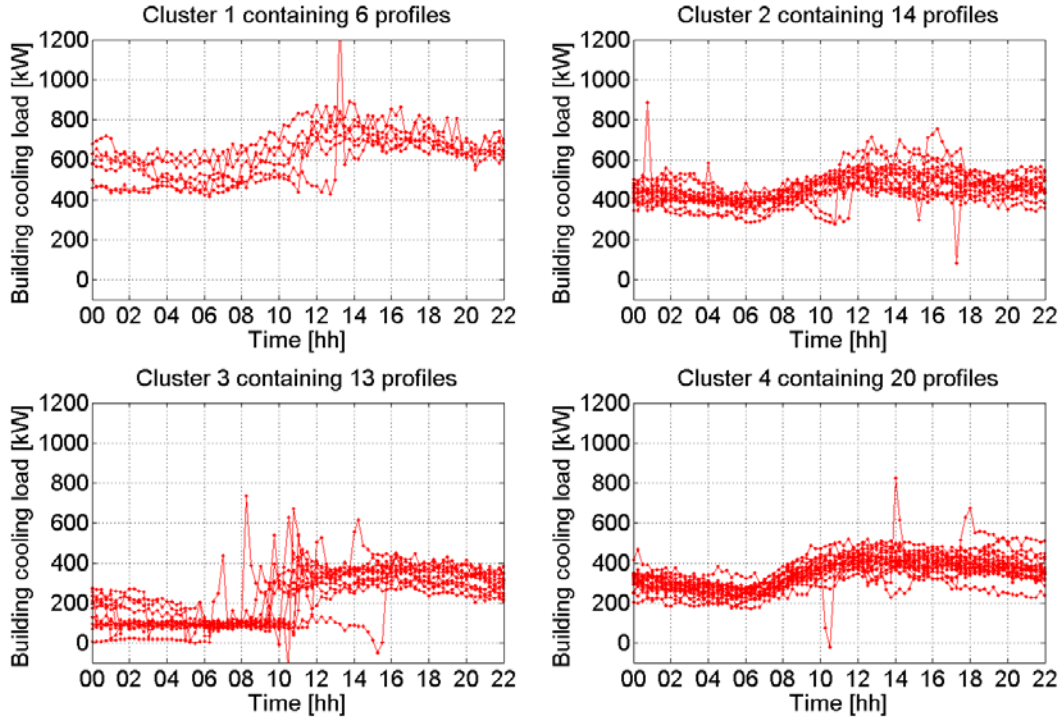 Cluster 1 containing 6 profiles
Building cooling load [kW]
1200
1000
800
600
400
200
0
00 02 04 06 08 10 12 14 16 18 20 22
Time [hh]
Cluster 2 containing 14 profiles
Building cooling load [kW]
1200
1000
800
600
400
200
0
00 02 04 06 08 10 12 14 16 18 20 22
Time [hh]
Cluster 3 containing 13 profiles
Building cooling load [kW]
1200
1000
800
600
400
200
0
00 02 04 06 08 10 12 14 16 18 20 22
Time [hh]
Cluster 4 containing 20 profiles
Building cooling load [kW]
1200
1000
800
600
400
200
0
00 02 04 06 08 10 12 14 16 18 20 22
Time [hh]